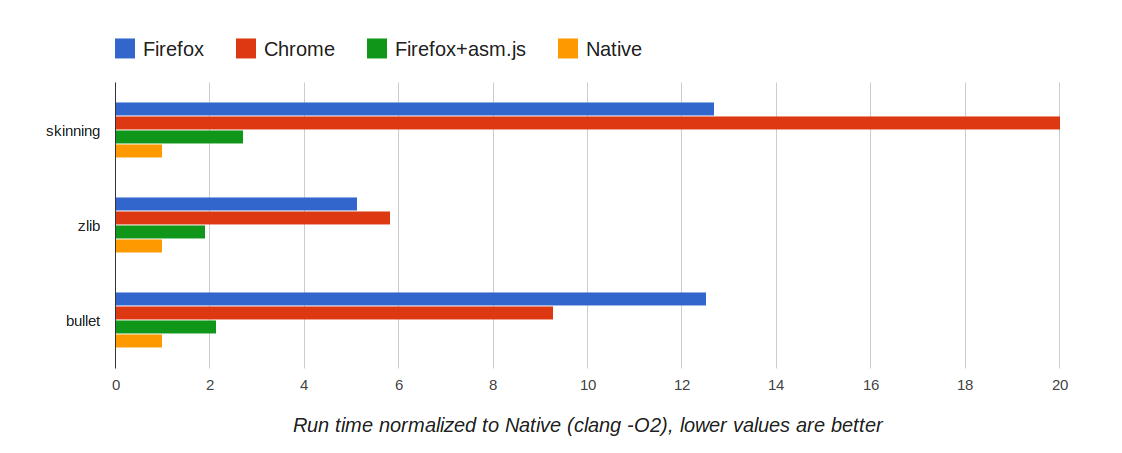 Firefox Chrome Firefox+asm.js Native
skinning
zlib
bullet
0 2 4 6 8 10 12 14 16 18 20
Run time normalized to Native (clang -O2), lower values are better